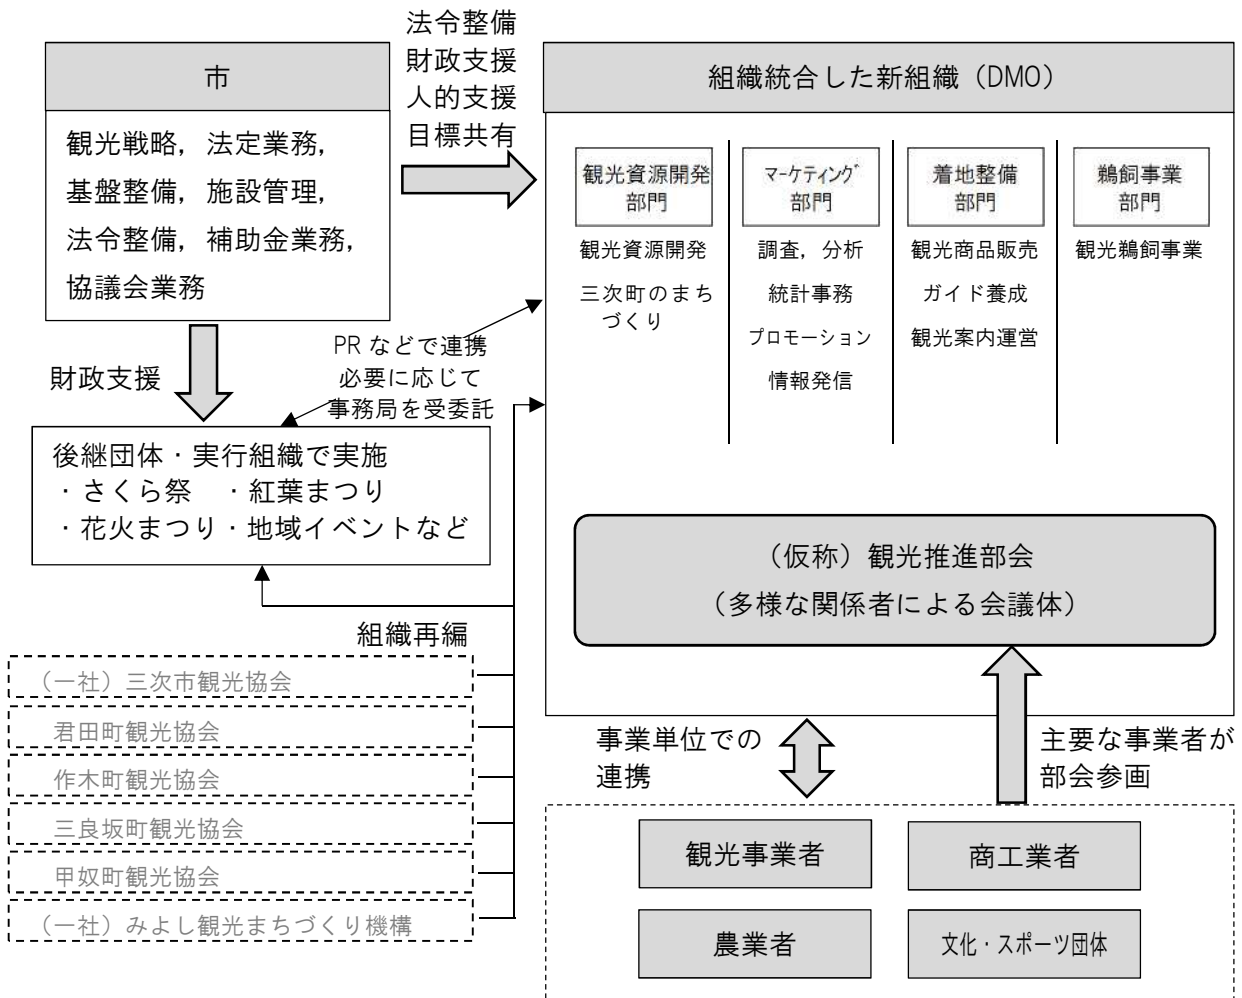 市
観光戦略，法定業務，
基盤整備，施設管理，
法令整備，補助金業務，
協議会業務
法令整備
財政支援
人的支援
目標共有
組織統合した新組織（DMO）
観光資源開発
部門
観光資源開発
三次町のまち
づくり
マーケティング
部門
調査，分析
統計事務
プロモーション
情報発信
着地整備
部門
観光商品販売
ガイド養成
観光案内運営
鵜飼事業
部門
観光鵜飼事業
財政支援
PR などで連携
必要に応じて
事務局を受委託
後継団体・実行組織で実施
・さくら祭　・紅葉まつり
・花火まつり・地域イベントなど
（仮称）観光推進部会
（多様な関係者による会議体）
組織再編
（一社）三次市観光協会
君田町観光協会
作木町観光協会
三良坂町観光協会
甲奴町観光協会
（一社）みよし観光まちづくり機構
事業単位での
連携
主要な事業者が
部会参画
観光事業者
商工業者
農業者
文化・スポーツ団体